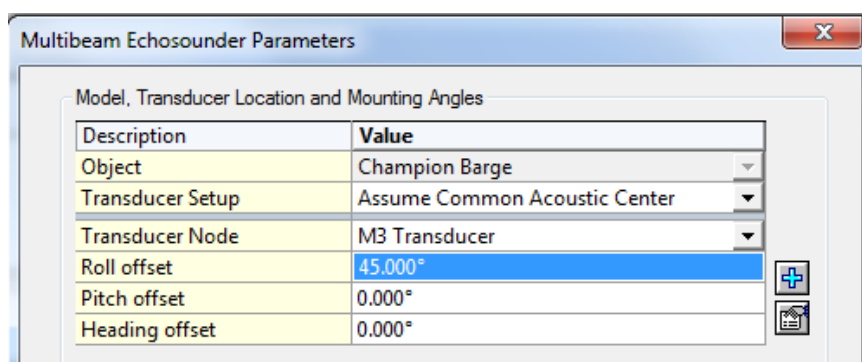 Multibeam Echosounder Parameters
Model, Transducer Location and Mounting Angles
Description Value
Object Champion Barge
Transducer Setup Assume Common Acoustic Center
Transducer Node M3 Transducer
Roll offset 45.000°
Pitch offset 0.000°
Heading offset 0.000°